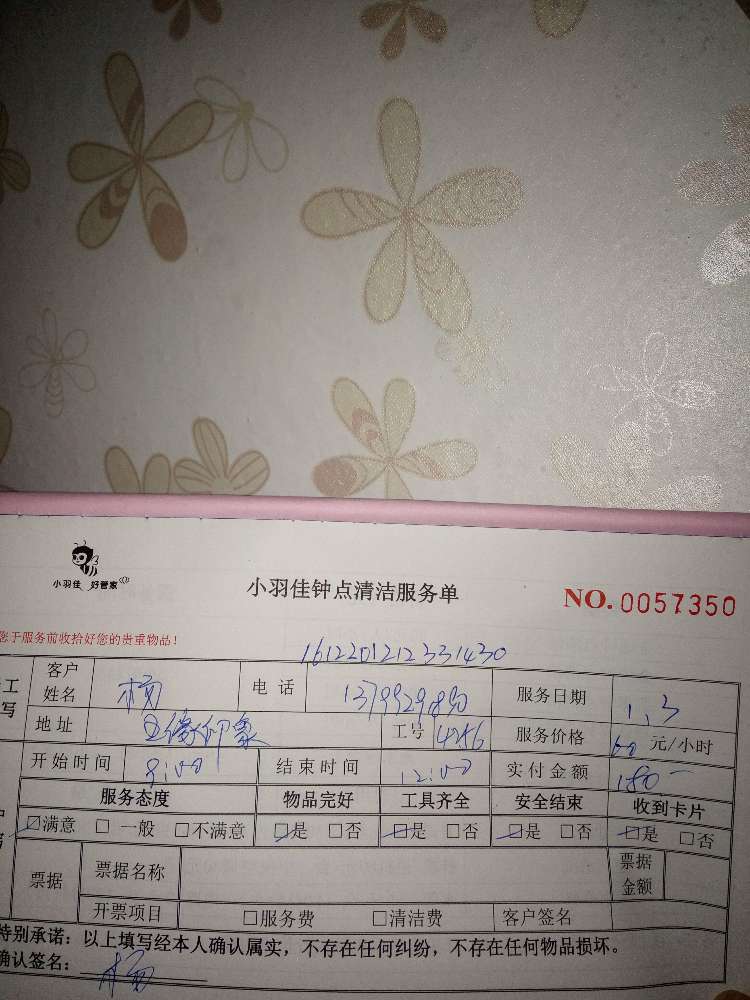 小羽佳 好管家
小羽佳钟点清洁服务单
NO. 0057350
您于服务前收拾好您的贵重物品！
1612201212331430
工 客户姓名 杨 电话 服务日期 1.3
写 地址 印象 工号 服务价格 60 元/小时
开始时间 9:00 结束时间 12:00 实付金额 180-
服务态度 物品完好 工具齐全 安全结束 收到卡片
☑满意 □一般 □不满意 ☑是 □否 ☑是 □否 ☑是 □否 ☑是 □否
票据 票据名称 票据金额
开票项目 □服务费 □清洁费 客户签名
特别承诺：以上填写经本人确认属实，不存在任何纠纷，不存在任何物品损坏。
确认签名：杨